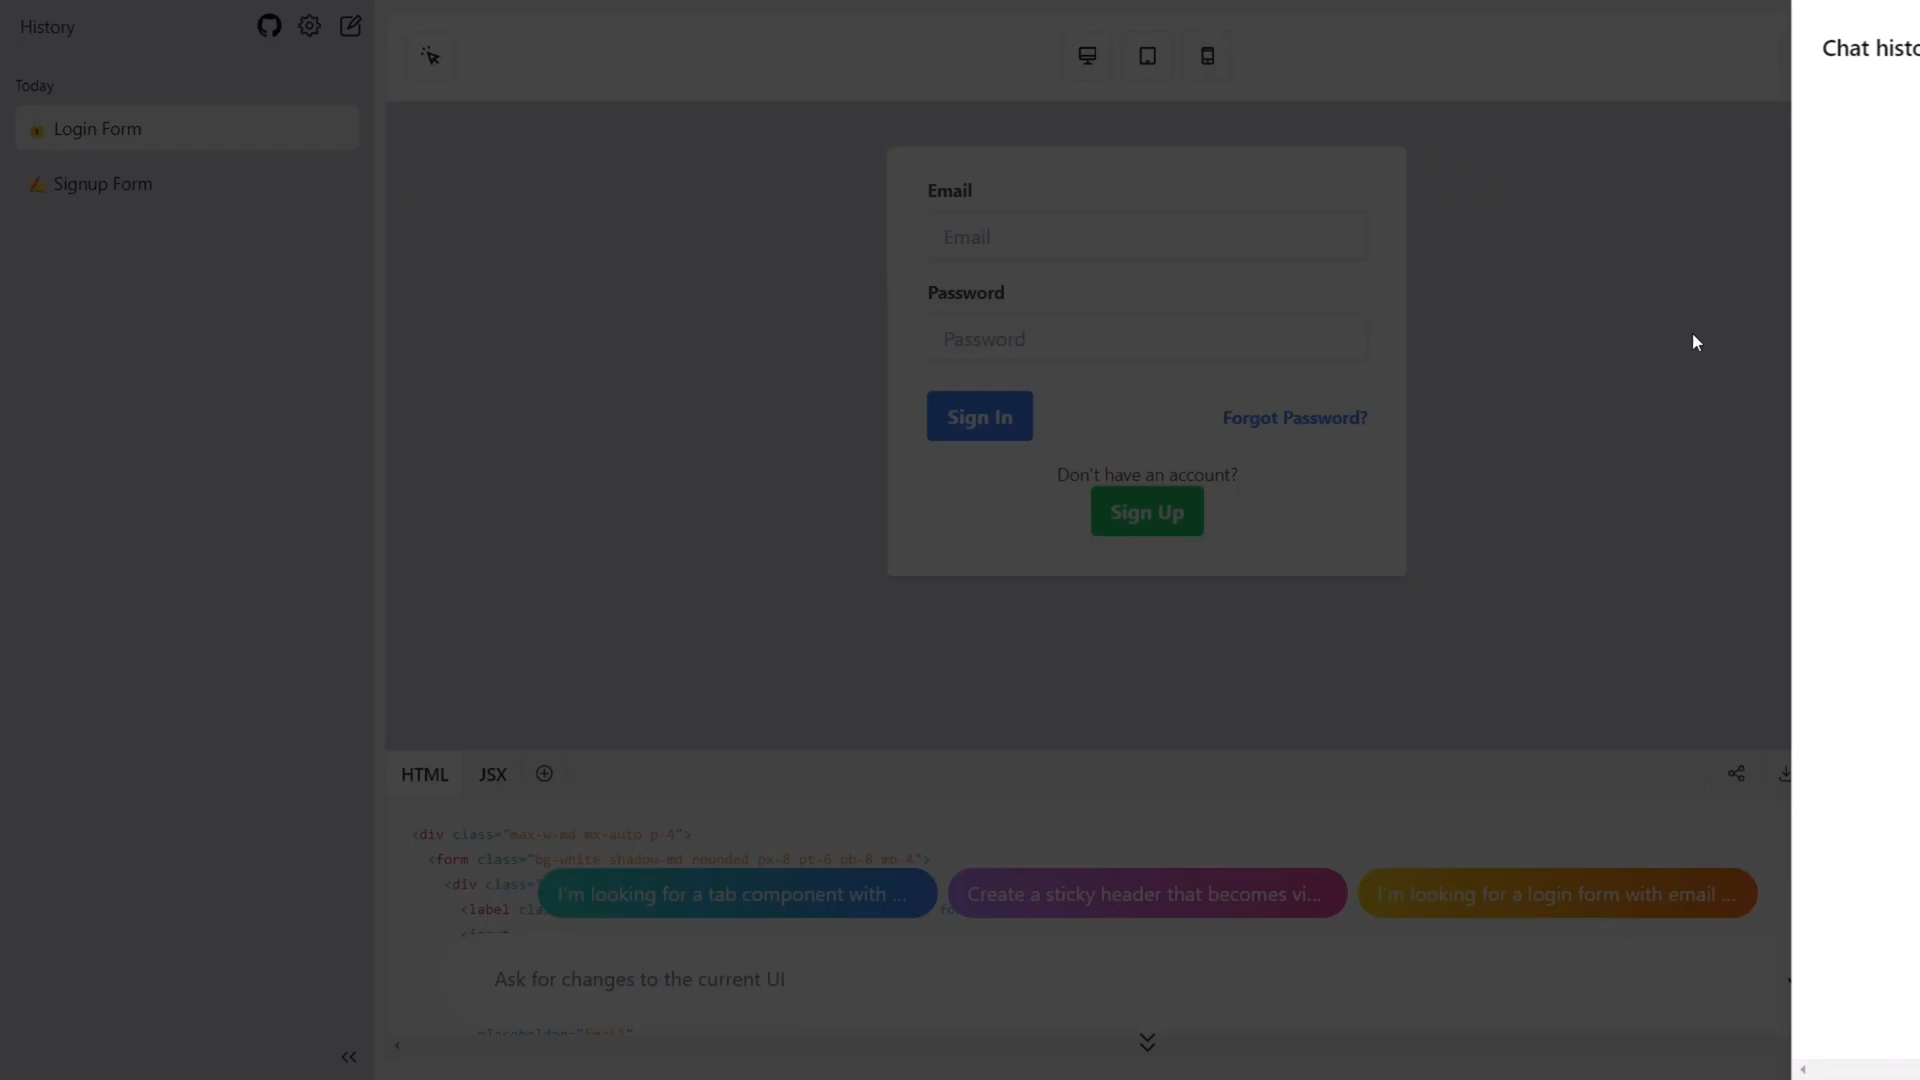 History
Today
Login Form
Signup Form
Email
Email
Password
Password
Sign In
Forgot Password?
Don't have an account?
Sign Up
HTML JSX
<div class="max-w-md mx-auto p-4">
<form class="bg-white shadow-md rounded px-8 pt-6 pb-8 mb-4">
<div class="
<label cla
I'm looking for a tab component with ...
Create a sticky header that becomes vi...
I'm looking for a login form with email ...
Ask for changes to the current UI
placeholder="Email"
Chat histo